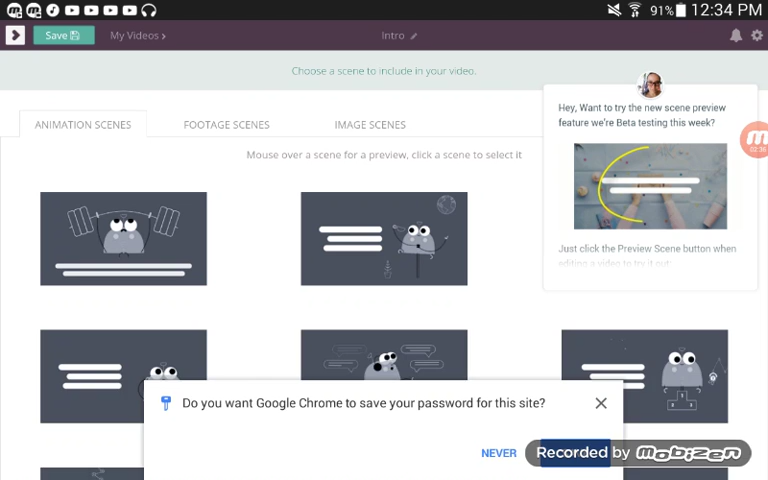 91% 12:34 PM
Save
My Videos
Intro
Choose a scene to include in your video.
ANIMATION SCENES
FOOTAGE SCENES
IMAGE SCENES
Mouse over a scene for a preview, click a scene to select it
Hey, Want to try the new scene preview
feature we're Beta testing this week?
Just click the Preview Scene button when
editing a video to try it out:
Do you want Google Chrome to save your password for this site?
NEVER
Recorded by mobizen